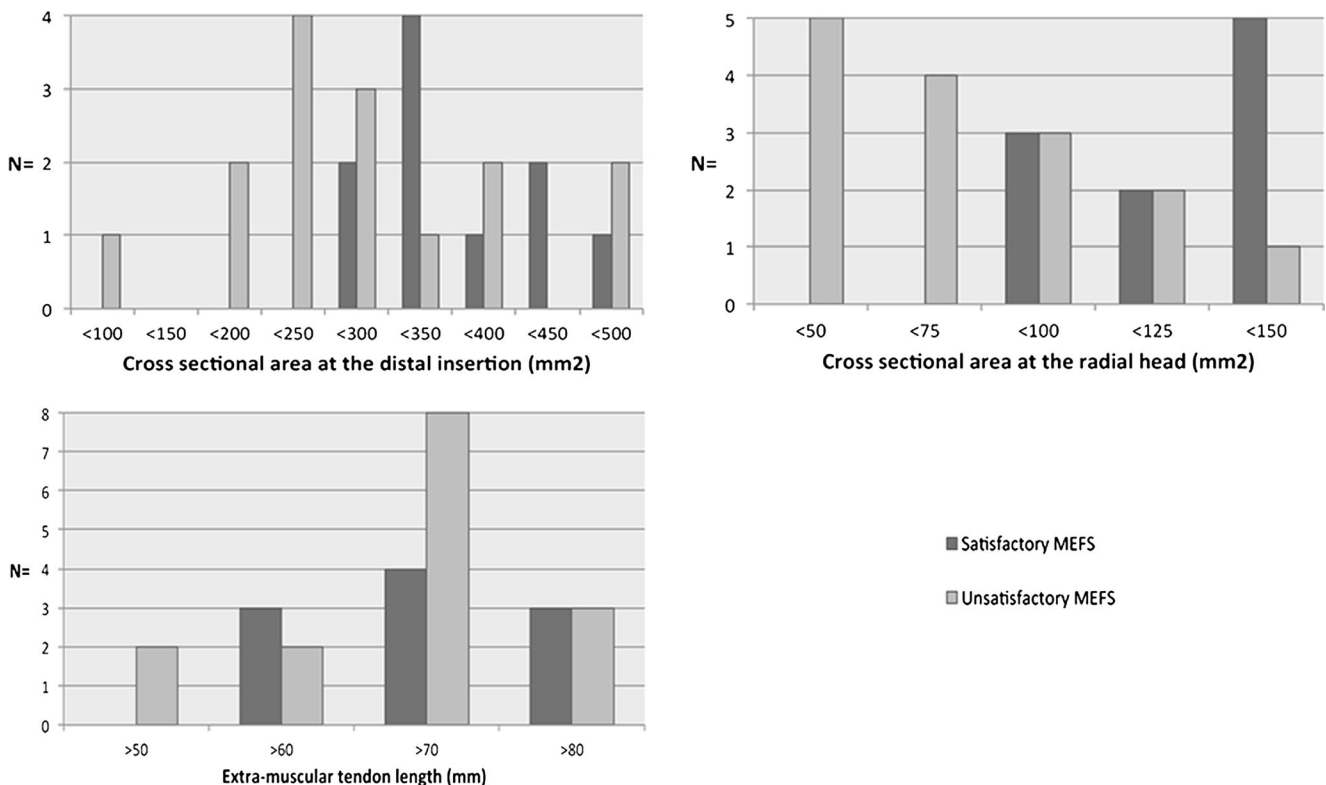 4
3
N= 2
1
0
<100 <150 <200 <250 <300 <350 <400 <450 <500
Cross sectional area at the distal insertion (mm2)
5
4
3
N=
2
1
0
<50 <75 <100 <125 <150
Cross sectional area at the radial head (mm2)
8
7
6
5
N= 4
3
2
1
0
>50 >60 >70 >80
Extra-muscular tendon length (mm)
Satisfactory MEFS
Unsatisfactory MEFS